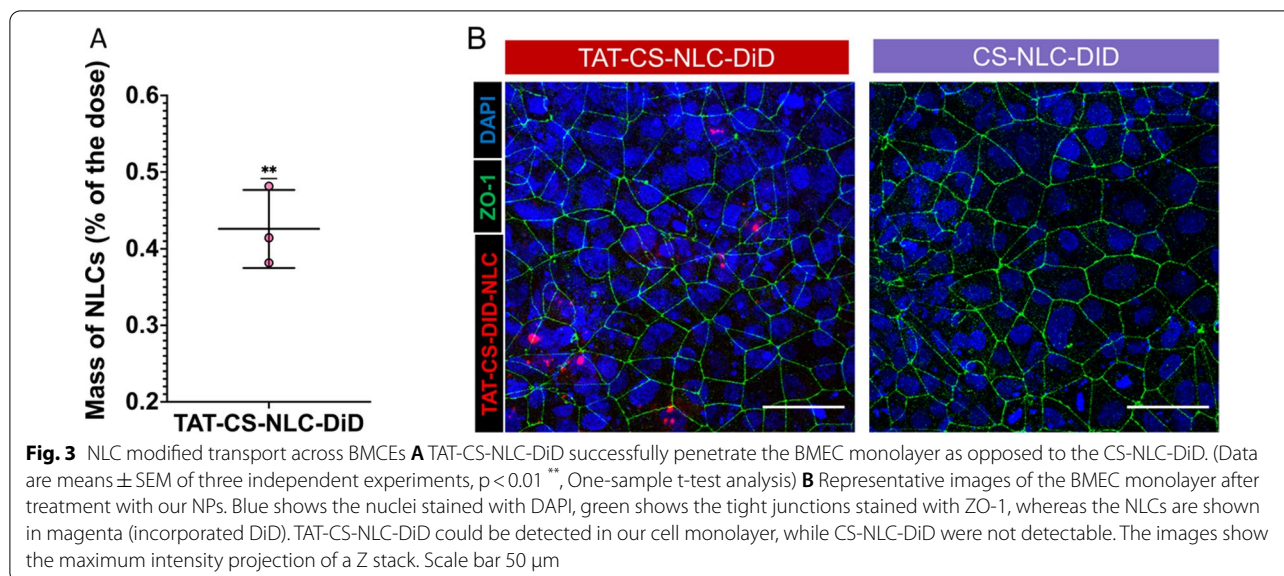 A
Mass of NLCs (% of the dose)
0.6
0.5
0.4
0.3
0.2
**
TAT-CS-NLC-DiD
B
TAT-CS-NLC-DiD
CS-NLC-DID
DAPI
ZO-1
TAT-CS-DID-NLC
Fig. 3 NLC modified transport across BMCEs A TAT-CS-NLC-DiD successfully penetrate the BMEC monolayer as opposed to the CS-NLC-DiD. (Data
are means ± SEM of three independent experiments, p < 0.01 **, One-sample t-test analysis) B Representative images of the BMEC monolayer after
treatment with our NPs. Blue shows the nuclei stained with DAPI, green shows the tight junctions stained with ZO-1, whereas the NLCs are shown
in magenta (incorporated DiD). TAT-CS-NLC-DiD could be detected in our cell monolayer, while CS-NLC-DiD were not detectable. The images show
the maximum intensity projection of a Z stack. Scale bar 50 µm